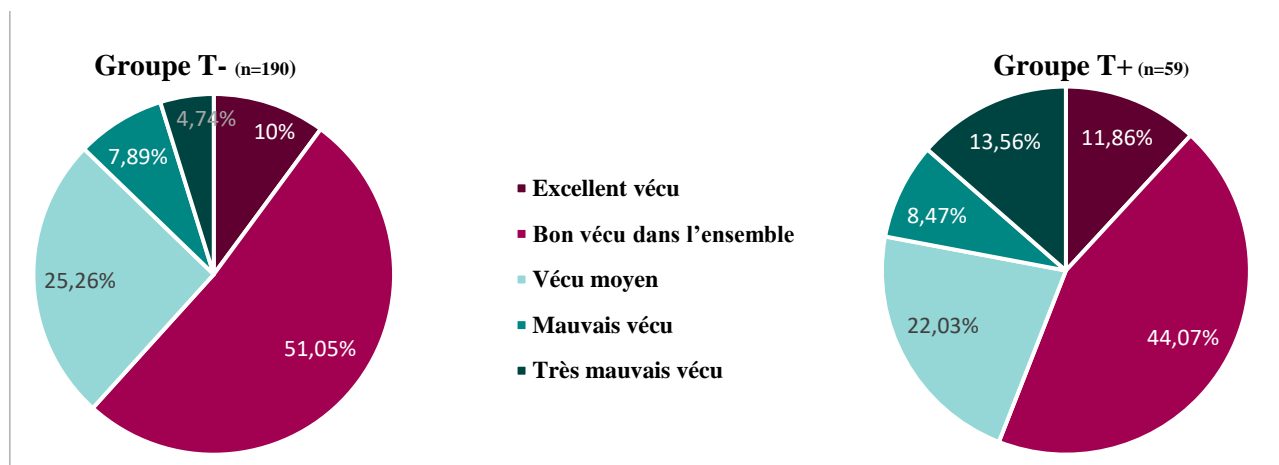 Groupe T- (n=190)
4,74%
10%
7,89%
25,26%
51,05%
Excellent vécu
Bon vécu dans l'ensemble
Vécu moyen
Mauvais vécu
Très mauvais vécu
Groupe T+ (n=59)
13,56%
11,86%
8,47%
22,03%
44,07%